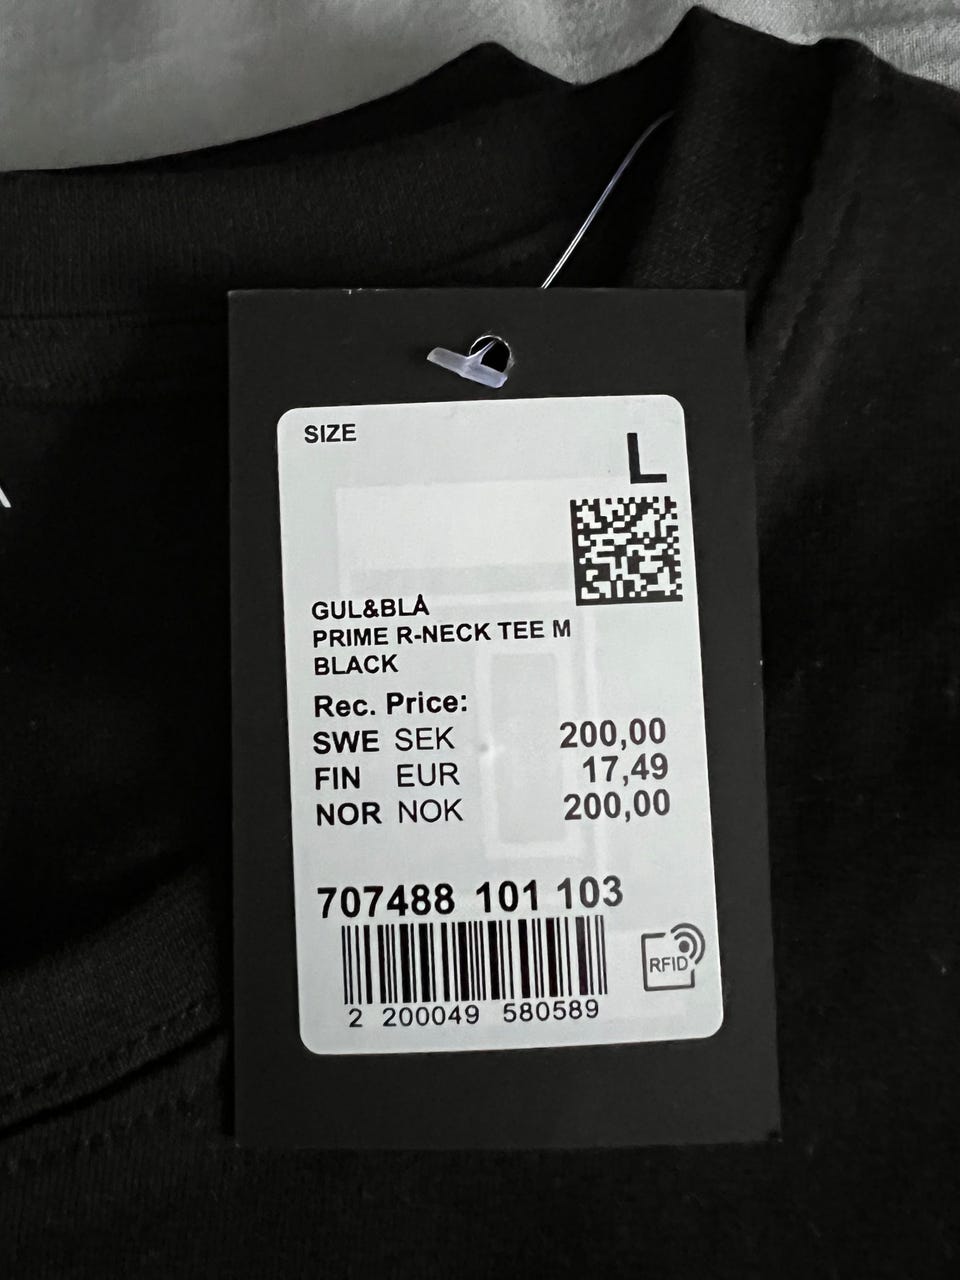 SIZE
L
GUL&BLÅ
PRIME R-NECK TEE M
BLACK
Rec. Price:
SWE SEK 200,00
FIN EUR 17,49
NOR NOK 200,00
707488 101 103
RFID
2 200049 580589